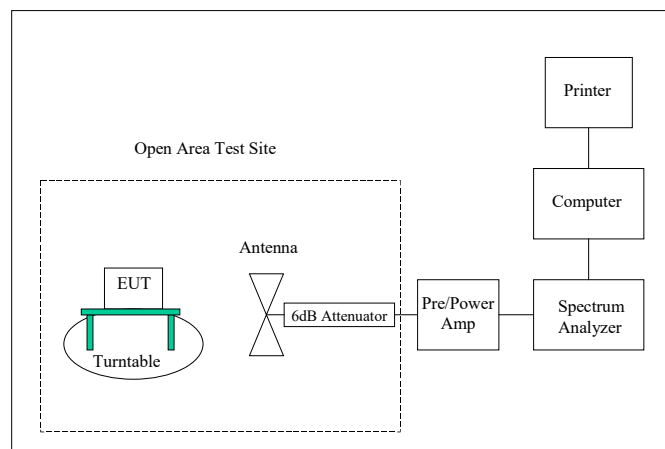 Printer
Open Area Test Site
Computer
Antenna
EUT
6dB Attenuator
Pre/Power
Amp
Spectrum
Analyzer
Turntable